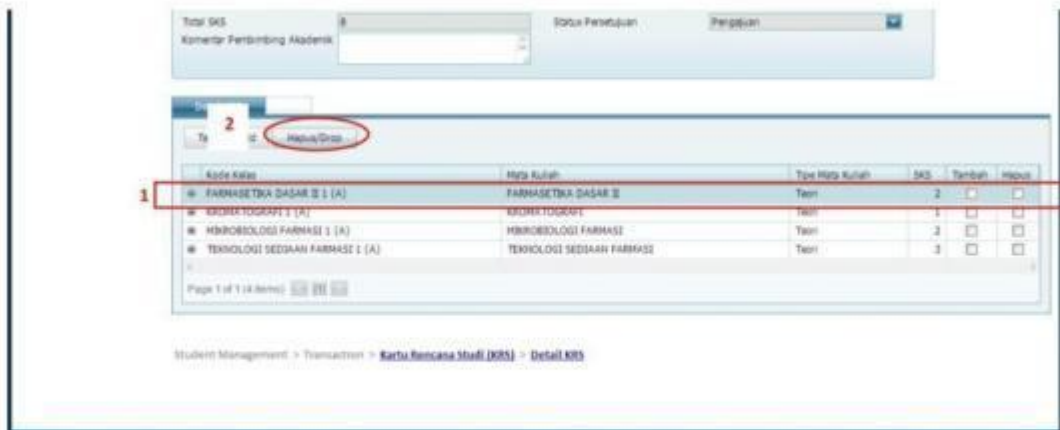 Total SKS 8 Status Persetujuan Pengajuan
Komentar Pembimbing Akademik
2
Hapus/Drop
Kode Kelas Mata Kuliah Tipe Mata Kuliah SKS Tambah Hapus
1
FARMASETIKA DASAR II 1 (A) FARMASETIKA DASAR II Teori 2
KROMATOGRAFI 1 (A) KROMATOGRAFI Teori 1
MIKROBIOLOGI FARMASI 1 (A) MIKROBIOLOGI FARMASI Teori 2
TEKNOLOGI SEDIAAN FARMASI 1 (A) TEKNOLOGI SEDIAAN FARMASI Teori 3
Page 1 of 1 (4 items) [1]
Student Management > Transaction > Kartu Rencana Studi (KRS) > Detail KRS